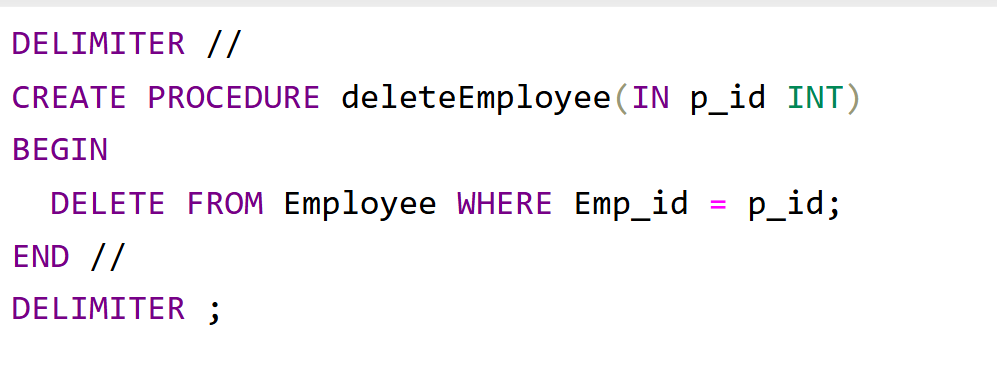 DELIMITER //
CREATE PROCEDURE deleteEmployee(IN p_id INT)
BEGIN
  DELETE FROM Employee WHERE Emp_id = p_id;
END //
DELIMITER ;